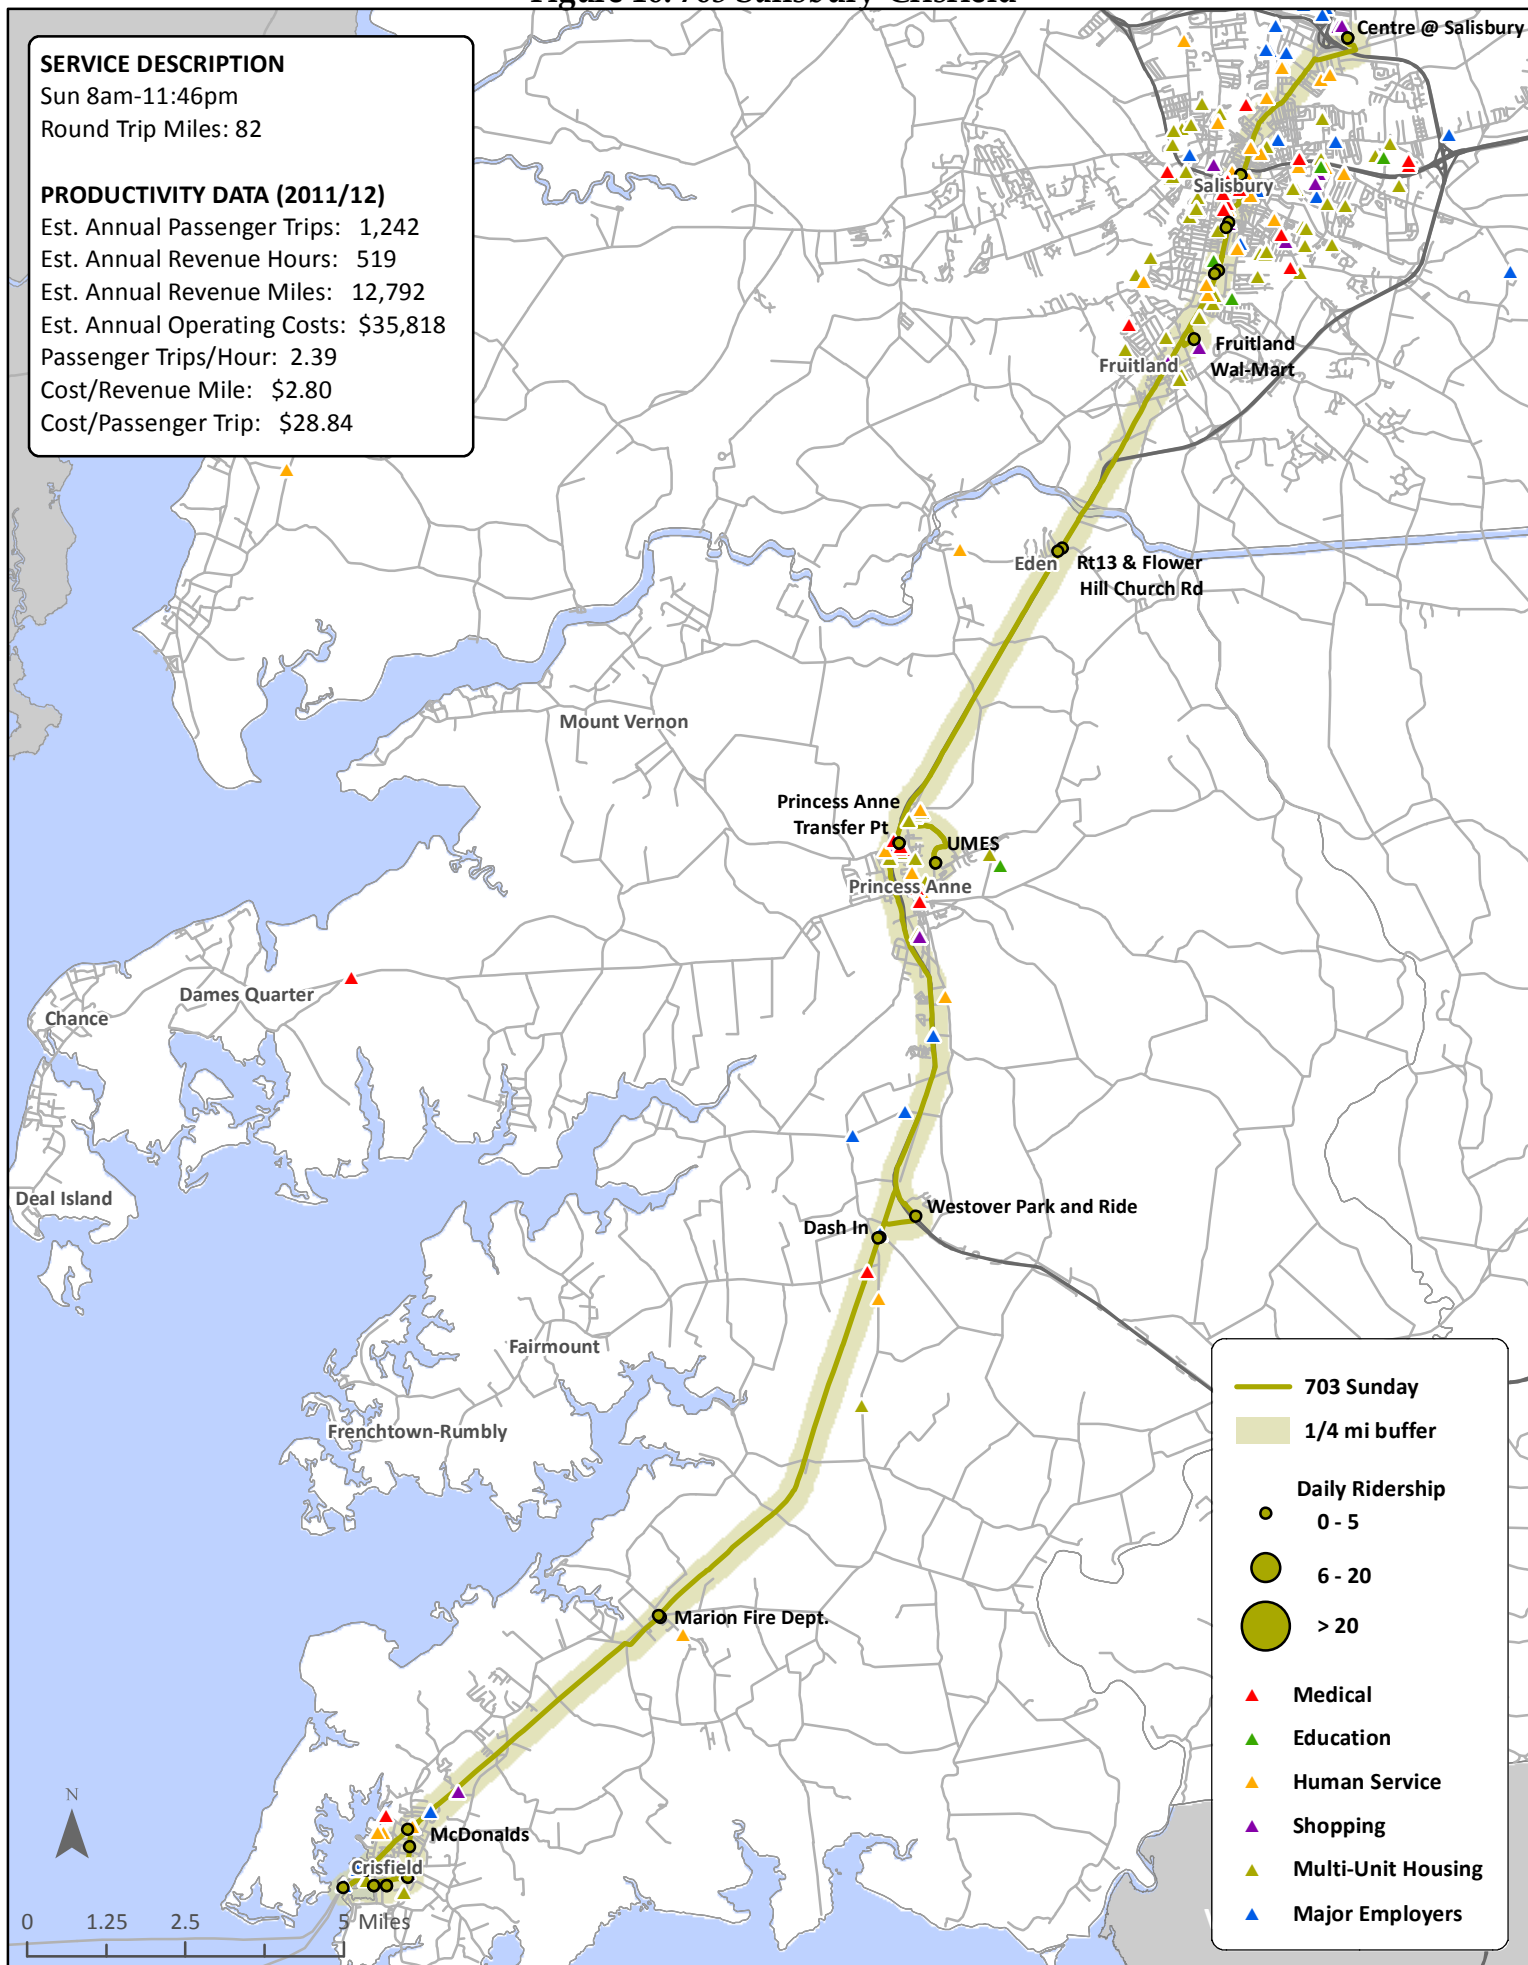 Figure 16: 703 Salisbury-Crisfield
SERVICE DESCRIPTION
Sun 8am-11:46pm
Round Trip Miles: 82
PRODUCTIVITY DATA (2011/12)
Est. Annual Passenger Trips: 1,242
Est. Annual Revenue Hours: 519
Est. Annual Revenue Miles: 12,792
Est. Annual Operating Costs: $35,818
Passenger Trips/Hour: 2.39
Cost/Revenue Mile: $2.80
Cost/Passenger Trip: $28.84
Centre @ Salisbury
Salisbury
Fruitland
Wal-Mart
Fruitland
Eden
Rt13 & Flower
Hill Church Rd
Mount Vernon
Princess Anne
Transfer Pt
UMES
Princess Anne
Dames Quarter
Chance
Deal Island
Westover Park and Ride
Dash In
Fairmount
Frenchtown-Rumbly
Marion Fire Dept.
McDonalds
Crisfield
N
0 1.25 2.5 5 Miles
703 Sunday
1/4 mi buffer
Daily Ridership
0 - 5
6 - 20
> 20
Medical
Education
Human Service
Shopping
Multi-Unit Housing
Major Employers